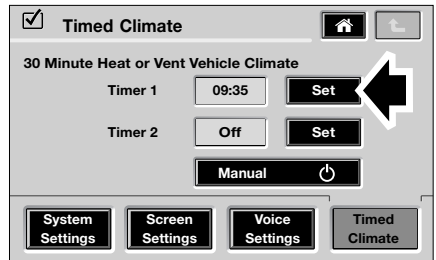 Timed Climate
30 Minute Heat or Vent Vehicle Climate
Timer 1 09:35 Set
Timer 2 Off Set
Manual
System Settings
Screen Settings
Voice Settings
Timed Climate